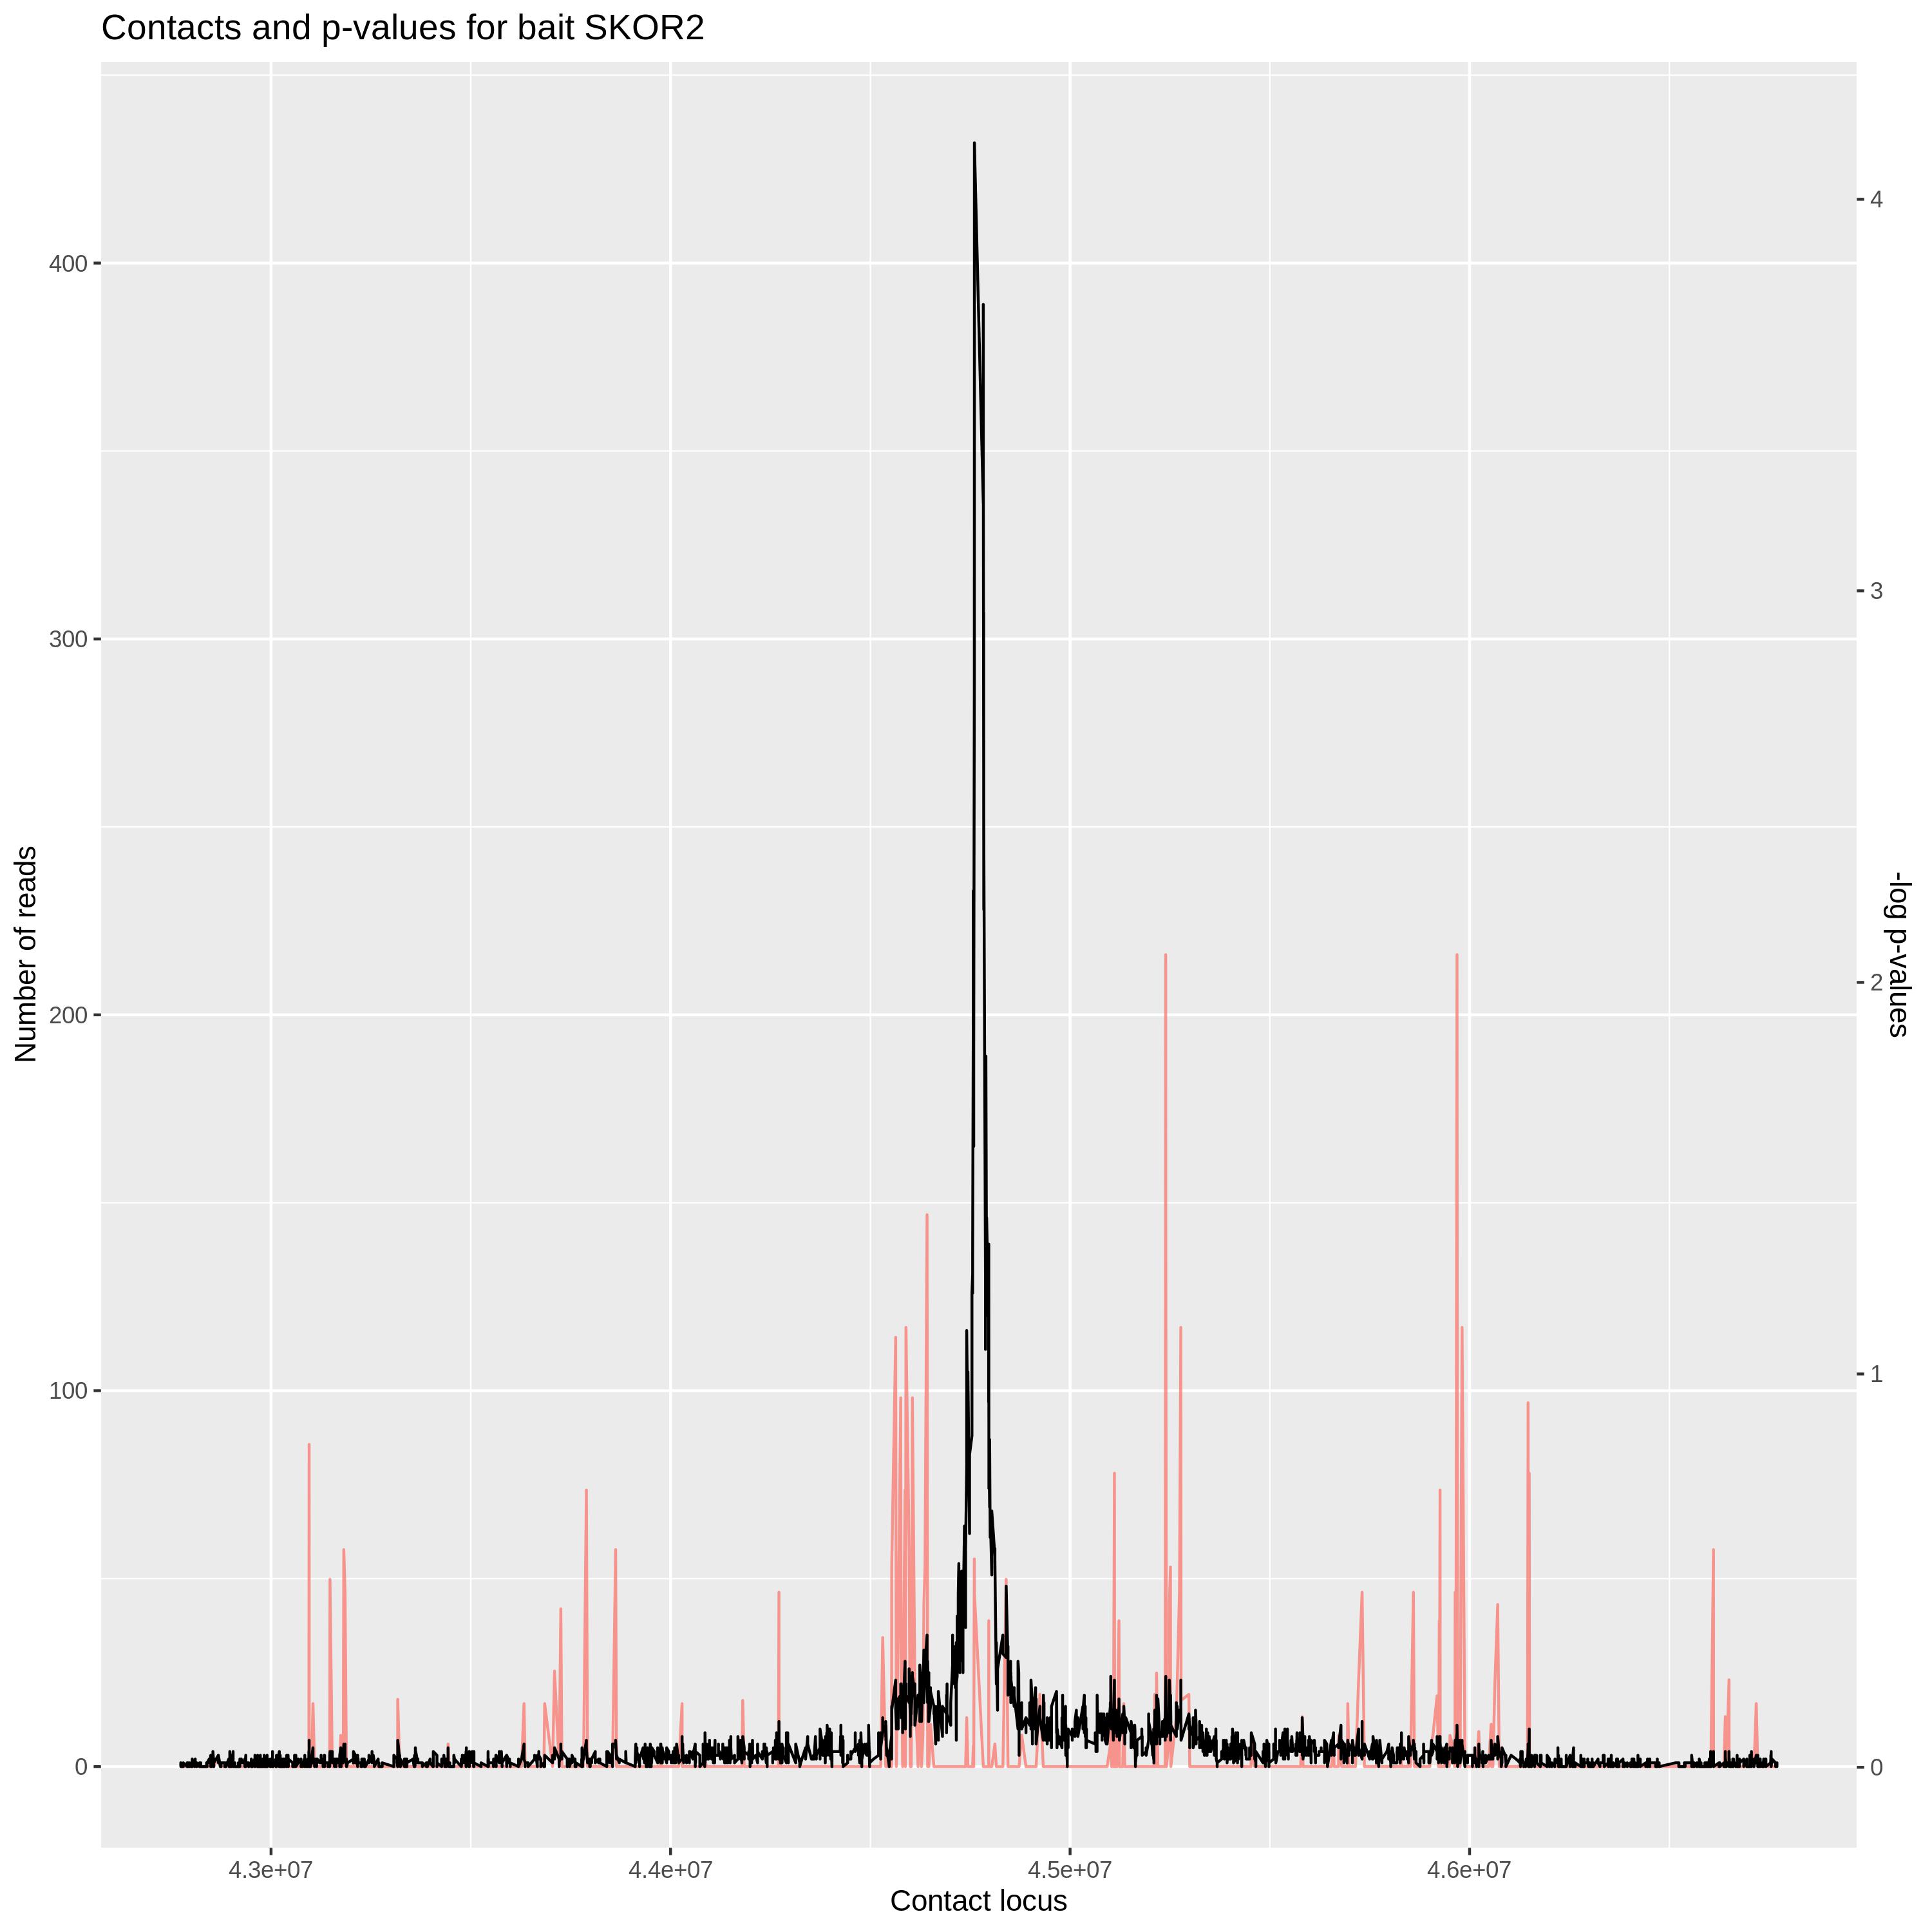 Contacts and p-values for bait SKOR2
Number of reads
400
300
200
100
0
4
3
2
1
0
-log p-values
4.3e+07 4.4e+07 4.5e+07 4.6e+07
Contact locus